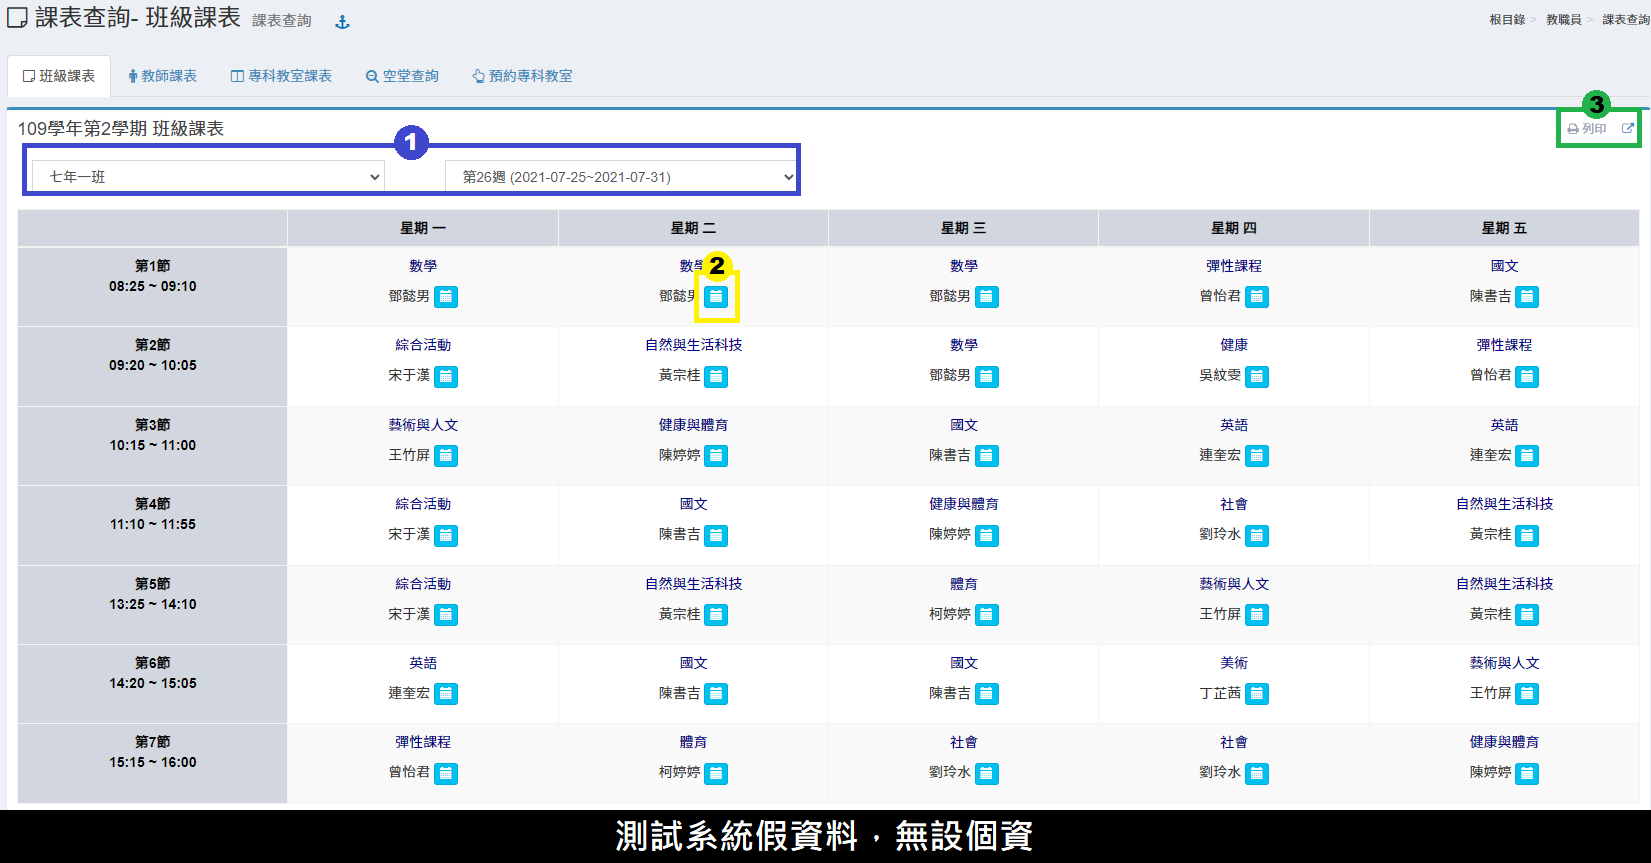 課表查詢- 班級課表 課表查詢
根目錄 > 教職員 > 課表查詢
班級課表 教師課表 專科教室課表 空堂查詢 預約專科教室
3
109學年第2學期 班級課表
列印
1
七年一班 第26週 (2021-07-25~2021-07-31)
星期 一 星期 二 星期 三 星期 四 星期 五
第1節 數學 數學 數學 彈性課程 國文
2
08:25 ~ 09:10 鄧懿男 鄧懿男 鄧懿男 曾怡君 陳書吉
第2節 綜合活動 自然與生活科技 數學 健康 彈性課程
09:20 ~ 10:05 宋于漢 黃宗桂 鄧懿男 吳紋雯 曾怡君
第3節 藝術與人文 健康與體育 國文 英語 英語
10:15 ~ 11:00 王竹屏 陳婷婷 陳書吉 連奎宏 連奎宏
第4節 綜合活動 國文 健康與體育 社會 自然與生活科技
11:10 ~ 11:55 宋于漢 陳書吉 陳婷婷 劉玲水 黃宗桂
第5節 綜合活動 自然與生活科技 體育 藝術與人文 自然與生活科技
13:25 ~ 14:10 宋于漢 黃宗桂 柯婷婷 王竹屏 黃宗桂
第6節 英語 國文 國文 美術 藝術與人文
14:20 ~ 15:05 連奎宏 陳書吉 陳書吉 丁芷茜 王竹屏
第7節 彈性課程 體育 社會 社會 健康與體育
15:15 ~ 16:00 曾怡君 柯婷婷 劉玲水 劉玲水 陳婷婷
測試系統假資料，無設個資